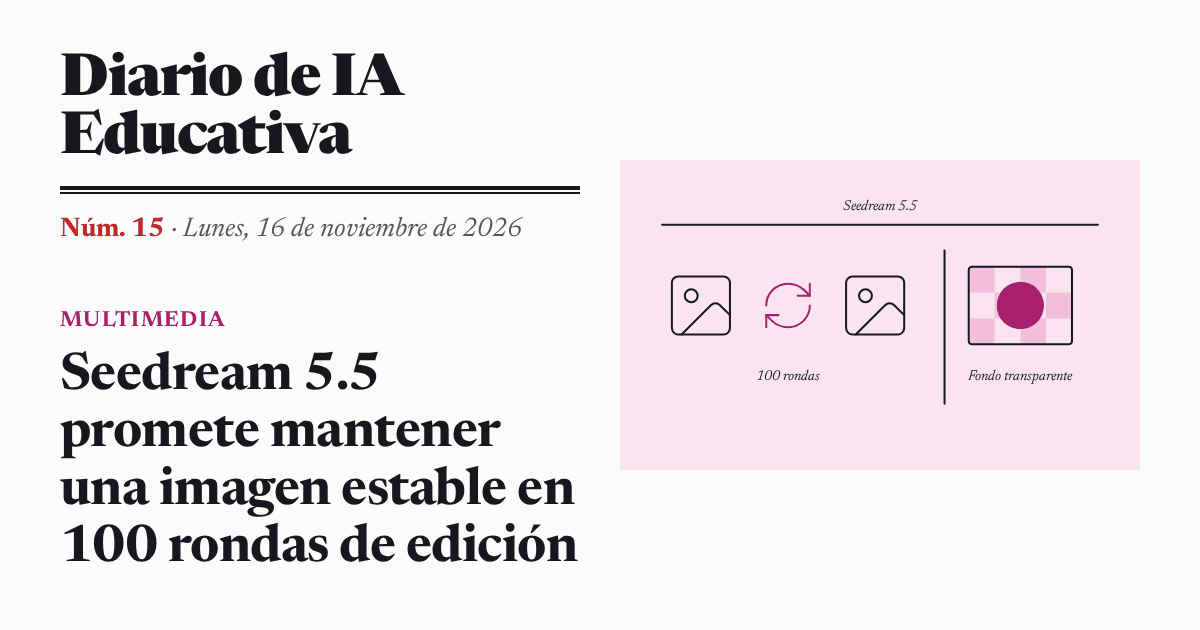 Diario de IA
Educativa
Núm. 15 · Lunes, 16 de noviembre de 2026
MULTIMEDIA
Seedream 5.5
promete mantener
una imagen estable en
100 rondas de edición
Seedream 5.5
100 rondas
Fondo transparente